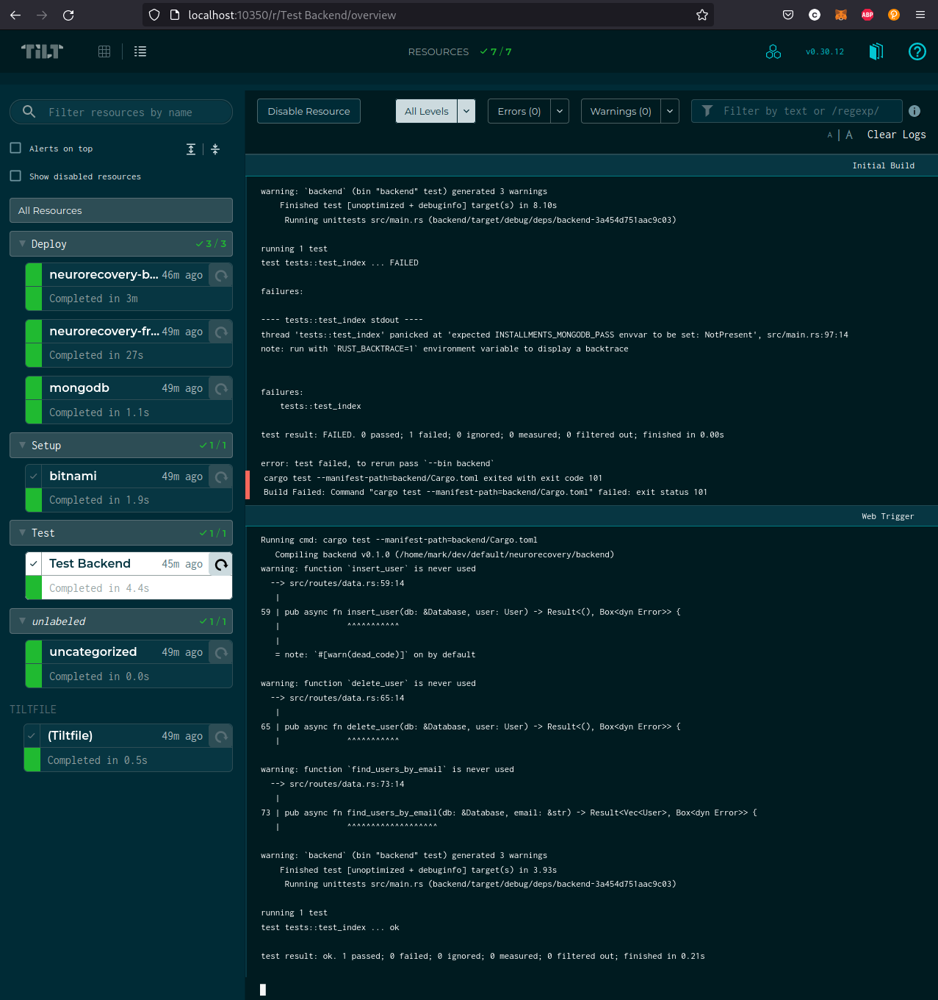 localhost:10350/r/Test Backend/overview
C
ABP
TiLT
RESOURCES ✓ 7 / 7
v0.30.12
?
Filter resources by name
Alerts on top
Show disabled resources
All Resources
Deploy ✓ 3 / 3
neurorecovery-b... 46m ago
Completed in 3m
neurorecovery-fr... 49m ago
Completed in 27s
mongodb 49m ago
Completed in 1.1s
Setup ✓ 1 / 1
bitnami 49m ago
Completed in 1.9s
Test ✓ 1 / 1
Test Backend 45m ago
Completed in 4.4s
unlabeled ✓ 1 / 1
uncategorized 49m ago
Completed in 0.0s
TILTFILE
(Tiltfile) 49m ago
Completed in 0.5s
Disable Resource
All Levels
Errors (0)
Warnings (0)
Filter by text or /regexp/
A | A Clear Logs
Initial Build
warning: `backend` (bin "backend" test) generated 3 warnings
Finished test [unoptimized + debuginfo] target(s) in 8.10s
Running unittests src/main.rs (backend/target/debug/deps/backend-3a454d751aac9c03)
running 1 test
test tests::test_index ... FAILED
failures:
---- tests::test_index stdout ----
thread 'tests::test_index' panicked at 'expected INSTALLMENTS_MONGODB_PASS envvar to be set: NotPresent', src/main.rs:97:14
note: run with `RUST_BACKTRACE=1` environment variable to display a backtrace
failures:
tests::test_index
test result: FAILED. 0 passed; 1 failed; 0 ignored; 0 measured; 0 filtered out; finished in 0.00s
error: test failed, to rerun pass `--bin backend`
cargo test --manifest-path=backend/Cargo.toml exited with exit code 101
Build Failed: Command "cargo test --manifest-path=backend/Cargo.toml" failed: exit status 101
Web Trigger
Running cmd: cargo test --manifest-path=backend/Cargo.toml
Compiling backend v0.1.0 (/home/mark/dev/default/neurorecovery/backend)
warning: function `insert_user` is never used
--> src/routes/data.rs:59:14
|
59 | pub async fn insert_user(db: &Database, user: User) -> Result<(), Box<dyn Error>> {
| ^^^^^^^^^^^
|
= note: `#[warn(dead_code)]` on by default
warning: function `delete_user` is never used
--> src/routes/data.rs:65:14
|
65 | pub async fn delete_user(db: &Database, user: User) -> Result<(), Box<dyn Error>> {
| ^^^^^^^^^^^
warning: function `find_users_by_email` is never used
--> src/routes/data.rs:73:14
|
73 | pub async fn find_users_by_email(db: &Database, email: &str) -> Result<Vec<User>, Box<dyn Error>> {
| ^^^^^^^^^^^^^^^^^^^
warning: `backend` (bin "backend" test) generated 3 warnings
Finished test [unoptimized + debuginfo] target(s) in 3.93s
Running unittests src/main.rs (backend/target/debug/deps/backend-3a454d751aac9c03)
running 1 test
test tests::test_index ... ok
test result: ok. 1 passed; 0 failed; 0 ignored; 0 measured; 0 filtered out; finished in 0.21s